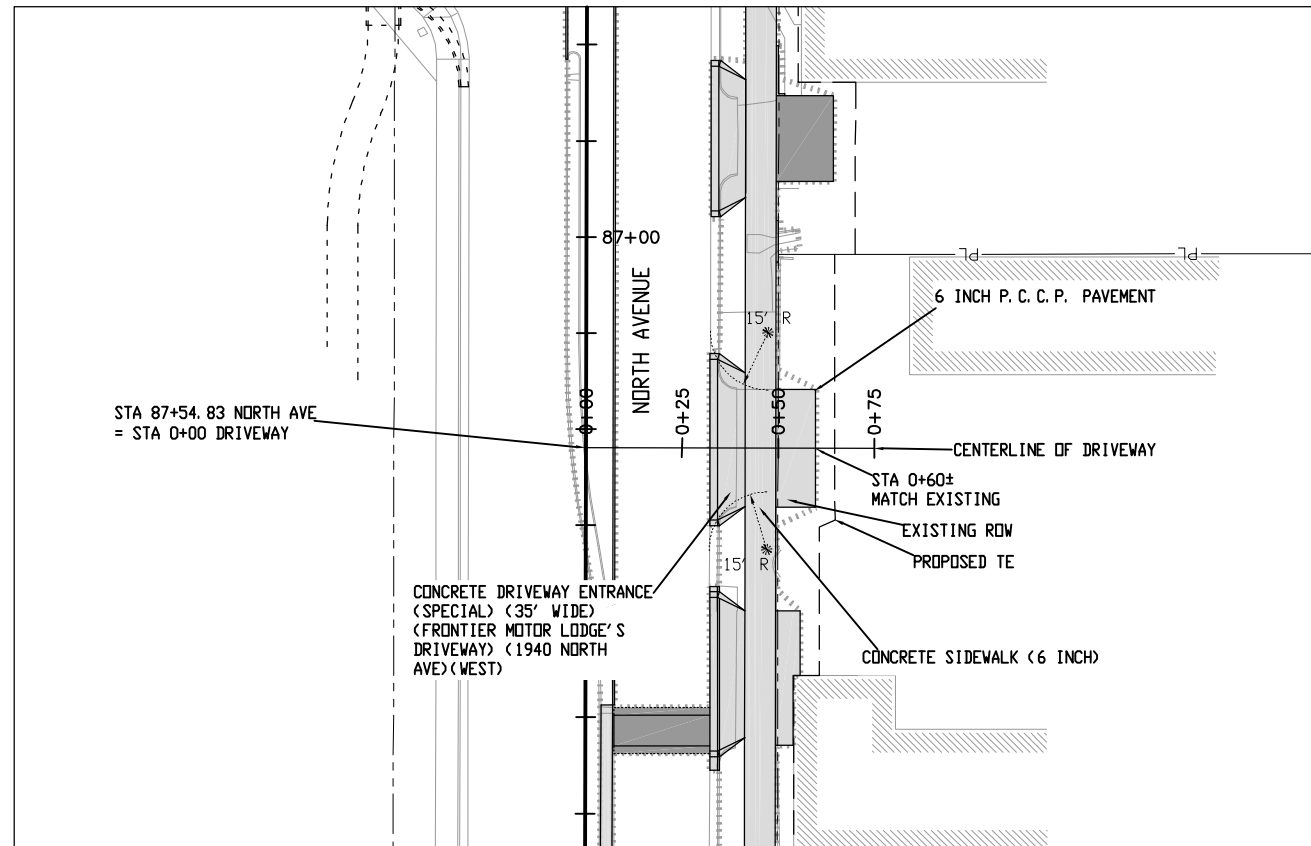 87+00
PL
PL
NORTH AVENUE
6 INCH P.C.C.P. PAVEMENT
15' R
0+00
0+25
0+50
0+75
STA 87+54.83 NORTH AVE
= STA 0+00 DRIVEWAY
CENTERLINE OF DRIVEWAY
STA 0+60±
MATCH EXISTING
EXISTING ROW
PROPOSED TE
15' R
CONCRETE DRIVEWAY ENTRANCE
(SPECIAL) (35' WIDE)
(FRONTIER MOTOR LODGE'S
DRIVEWAY) (1940 NORTH
AVE)(WEST)
CONCRETE SIDEWALK (6 INCH)